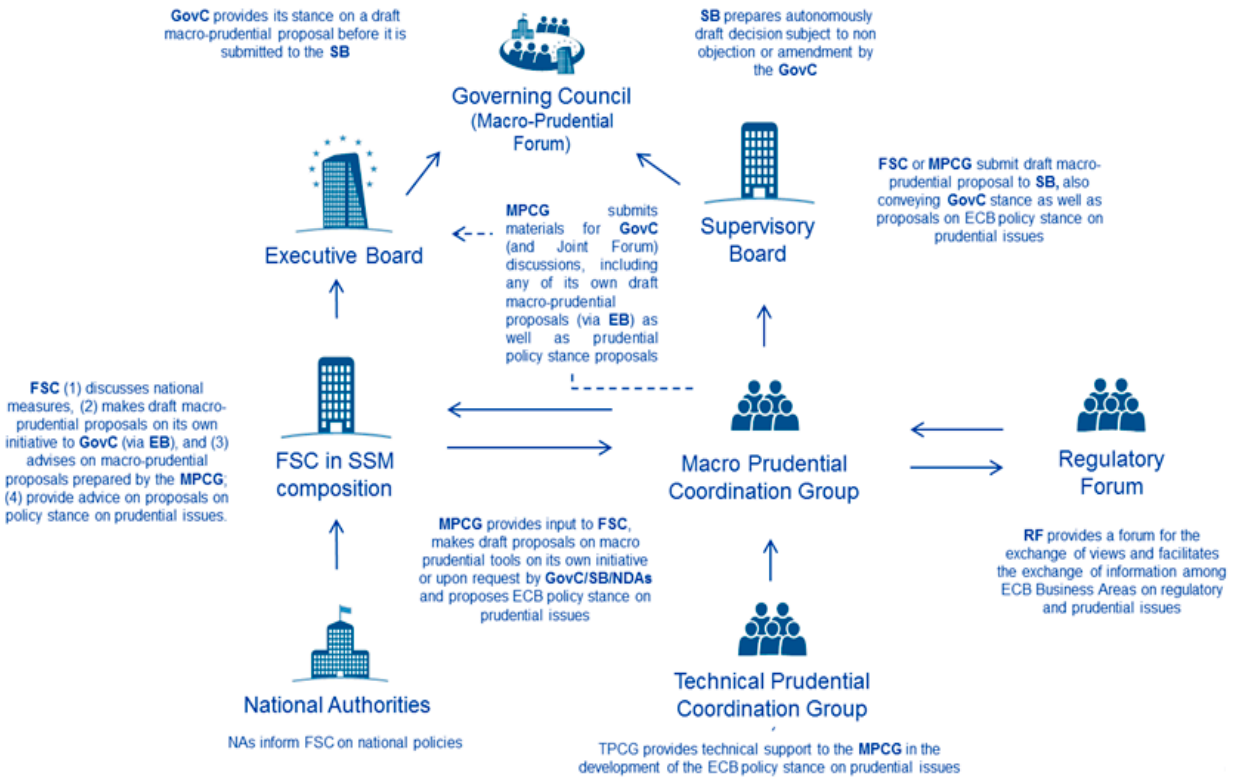 GovC provides its stance on a draft
macro-prudential proposal before it is
submitted to the SB
SB prepares autonomously
draft decision subject to non
objection or amendment by
the GovC
Governing Council
(Macro-Prudential
Forum)
FSC or MPCG submit draft macro-
prudential proposal to SB, also
conveying GovC stance as well as
proposals on ECB policy stance on
prudential issues
Executive Board
MPCG submits
materials for GovC
(and Joint Forum)
discussions, including
any of its own draft
macro-prudential
proposals (via EB) as
well as prudential
policy stance proposals
Supervisory
Board
FSC (1) discusses national
measures, (2) makes draft macro-
prudential proposals on its own
initiative to GovC (via EB), and (3)
advises on macro-prudential
proposals prepared by the MPCG;
(4) provide advice on proposals on
policy stance on prudential issues.
FSC in SSM
composition
Macro Prudential
Coordination Group
Regulatory
Forum
MPCG provides input to FSC,
makes draft proposals on macro
prudential tools on its own initiative
or upon request by GovC/SB/NDAs
and proposes ECB policy stance on
prudential issues
RF provides a forum for the
exchange of views and facilitates
the exchange of information among
ECB Business Areas on regulatory
and prudential issues
National Authorities
NAs inform FSC on national policies
Technical Prudential
Coordination Group
TPCG provides technical support to the MPCG in the
development of the ECB policy stance on prudential issues